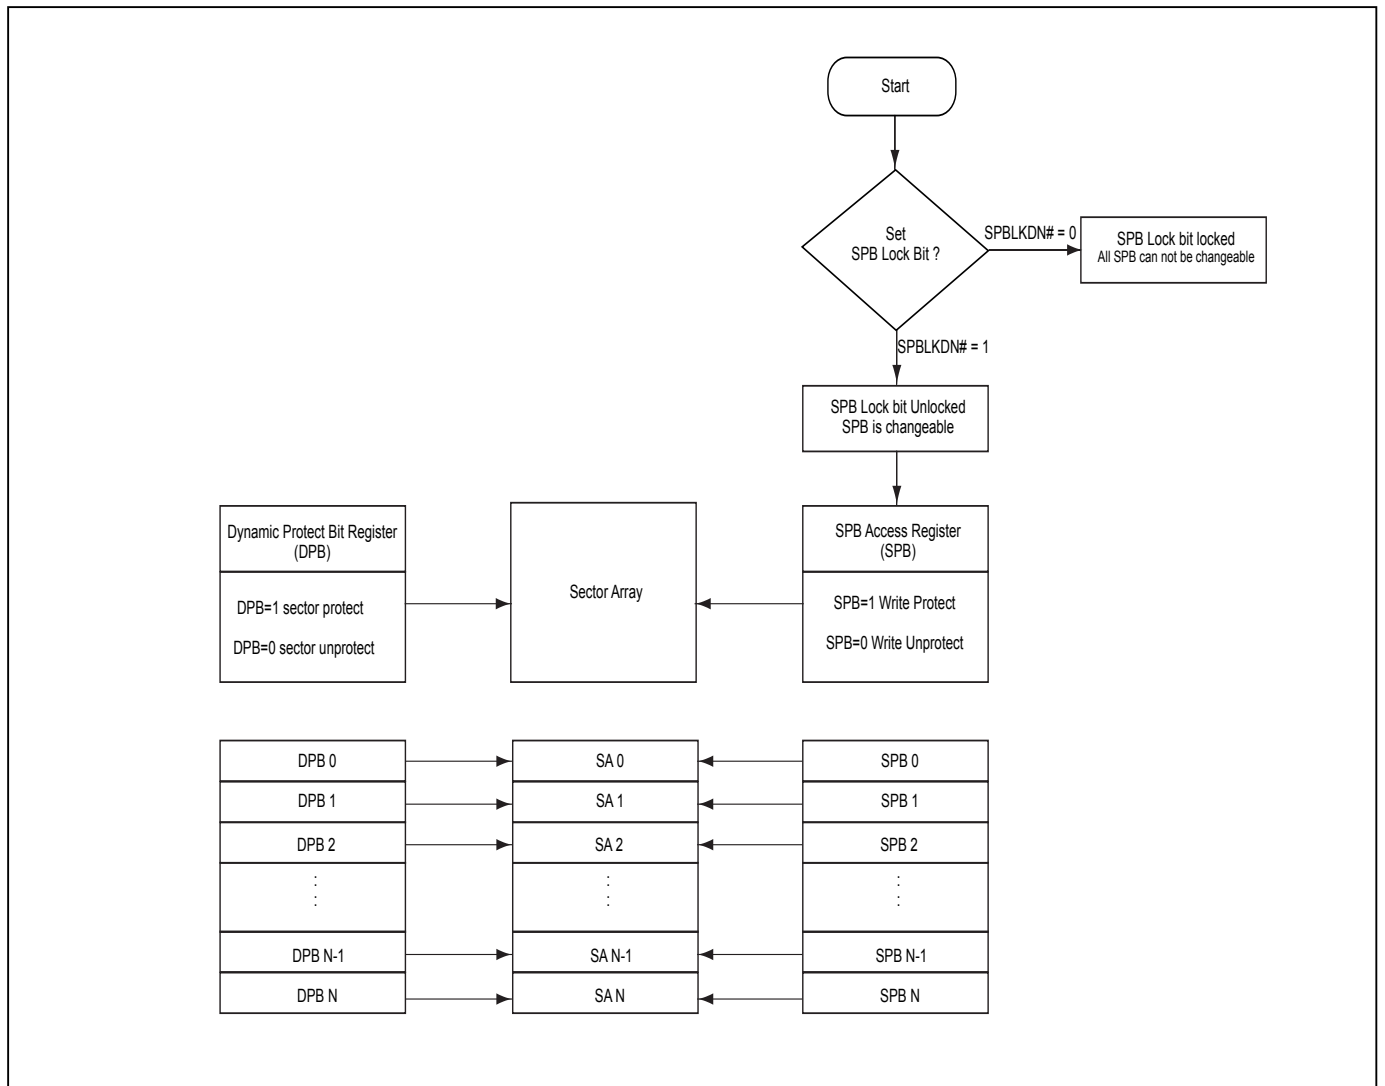 Start
Set
SPB Lock Bit ?
SPBLKDN# = 0
SPB Lock bit locked
All SPB can not be changeable
SPBLKDN# = 1
SPB Lock bit Unlocked
SPB is changeable
Dynamic Protect Bit Register
(DPB)
DPB=1 sector protect
DPB=0 sector unprotect
Sector Array
SPB Access Register
(SPB)
SPB=1 Write Protect
SPB=0 Write Unprotect
DPB 0
SA 0
SPB 0
DPB 1
SA 1
SPB 1
DPB 2
SA 2
SPB 2
DPB N-1
SA N-1
SPB N-1
DPB N
SA N
SPB N